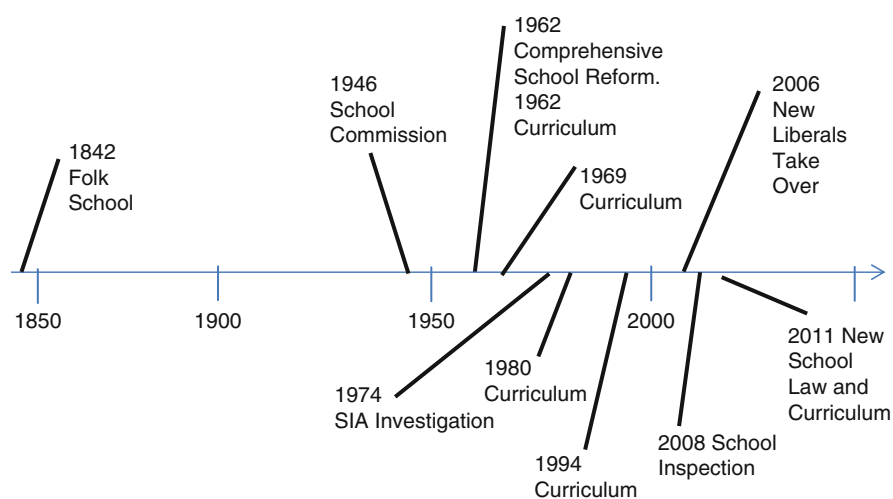 1842
Folk
School
1946
School
Commission
1962
Comprehensive
School Reform.
1962
Curriculum
1969
Curriculum
2006
New
Liberals
Take
Over
1850
1900
1950
2000
1974
SIA Investigation
1980
Curriculum
1994
Curriculum
2008 School
Inspection
2011 New
School
Law and
Curriculum